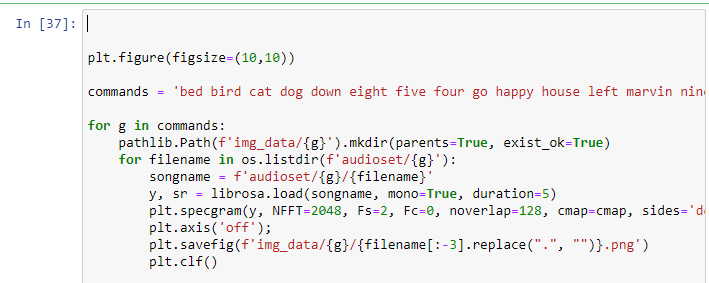 In [37]:
plt.figure(figsize=(10,10))
commands = 'bed bird cat dog down eight five four go happy house left marvin
for g in commands:
    pathlib.Path(f'img_data/{g}').mkdir(parents=True, exist_ok=True)
    for filename in os.listdir(f'audioset/{g}'):
        songname = f'audioset/{g}/{filename}'
        y, sr = librosa.load(songname, mono=True, duration=5)
        plt.specgram(y, NFFT=2048, Fs=2, Fc=0, noverlap=128, cmap=cmap, sides='d
        plt.axis('off');
        plt.savefig(f'img_data/{g}/{filename[:-3].replace(".", "")}.png')
        plt.clf()